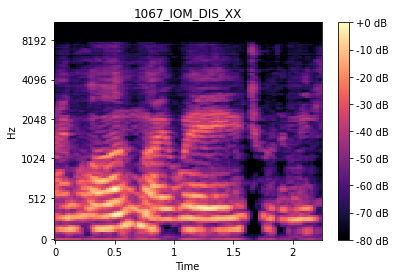 1067_IOM_DIS_XX
8192
4096
2048
1024
512
0
Hz
0
0.5
1
1.5
2
Time
+0 dB
-10 dB
-20 dB
-30 dB
-40 dB
-50 dB
-60 dB
-70 dB
-80 dB